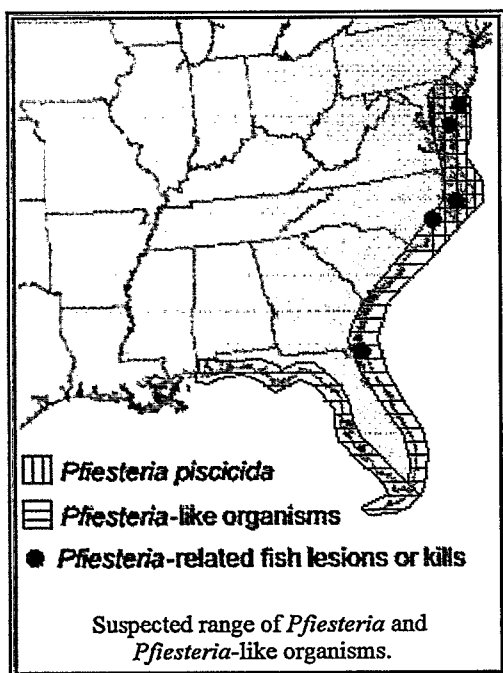 Pfiesteria piscicida
Pfiesteria-like organisms
Pfiesteria-related fish lesions or kills
Suspected range of Pfiesteria and
Pfiesteria-like organisms.